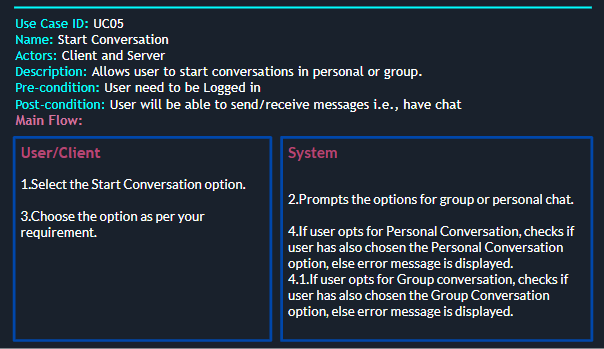 Use Case ID: UC05
Name: Start Conversation
Actors: Client and Server
Description: Allows user to start conversations in personal or group.
Pre-condition: User need to be Logged in
Post-condition: User will be able to send/receive messages i.e., have chat
Main Flow:
User/Client
1.Select the Start Conversation option.
3.Choose the option as per your
requirement.
System
2.Prompts the options for group or personal chat.
4.If user opts for Personal Conversation, checks if
user has also chosen the Personal Conversation
option, else error message is displayed.
4.1.If user opts for Group conversation, checks if
user has also chosen the Group Conversation
option, else error message is displayed.